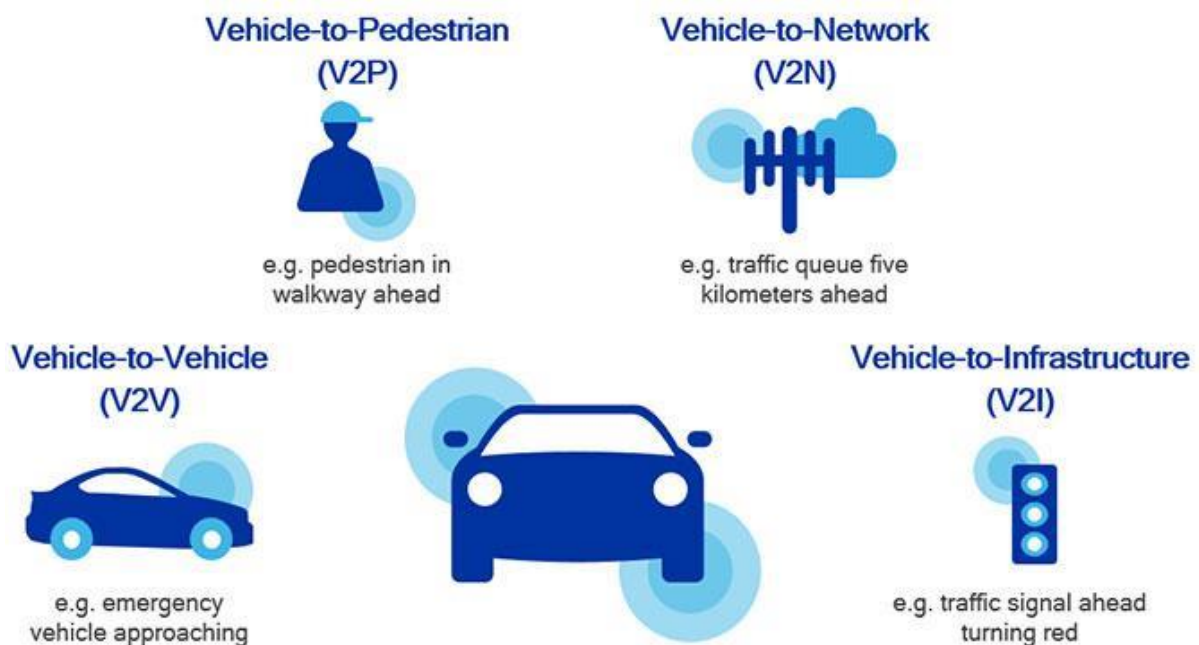 Vehicle-to-Pedestrian
(V2P)
e.g. pedestrian in
walkway ahead
Vehicle-to-Network
(V2N)
e.g. traffic queue five
kilometers ahead
Vehicle-to-Vehicle
(V2V)
e.g. emergency
vehicle approaching
Vehicle-to-Infrastructure
(V2I)
e.g. traffic signal ahead
turning red